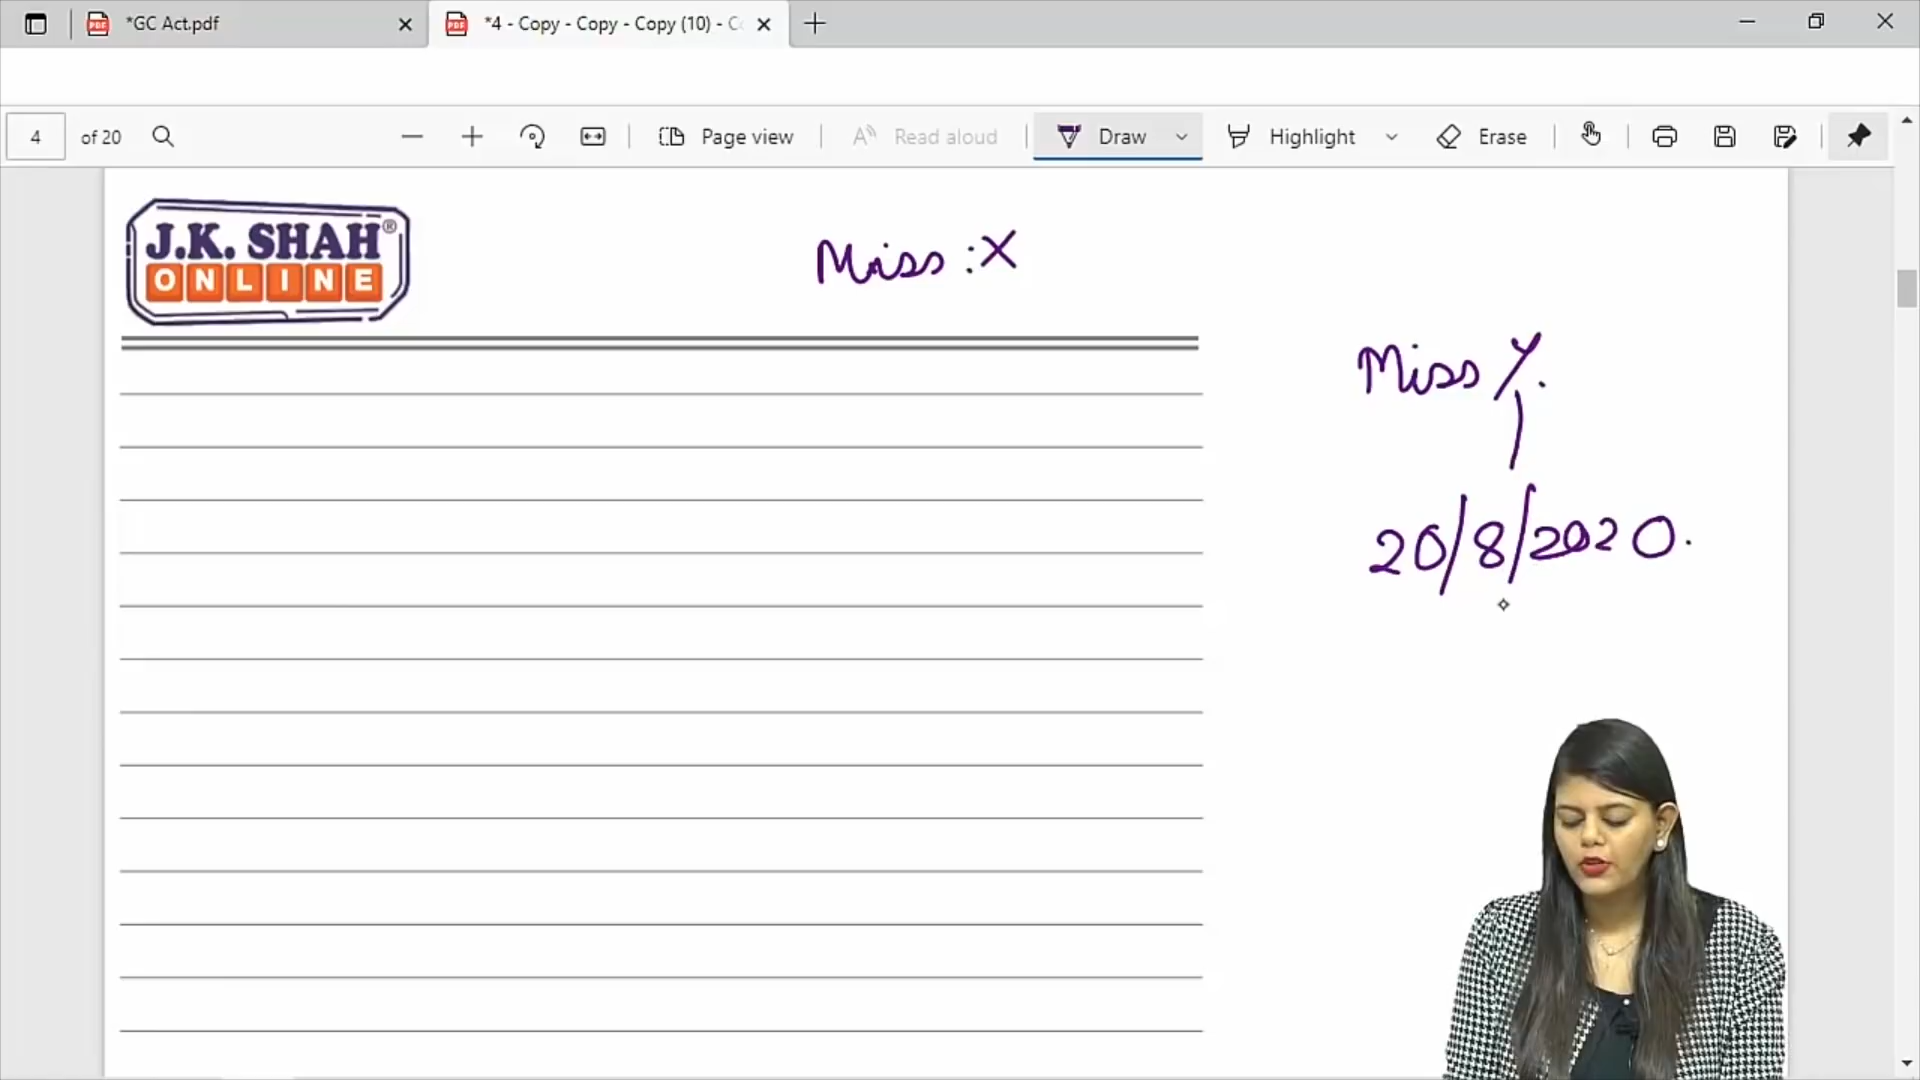 *GC Act.pdf
*4 - Copy - Copy - Copy (10) - Co
4 of 20 Page view Read aloud Draw Highlight Erase
J.K. SHAH®
ONLINE
Miss :X
Miss Y.
20/8/2020.